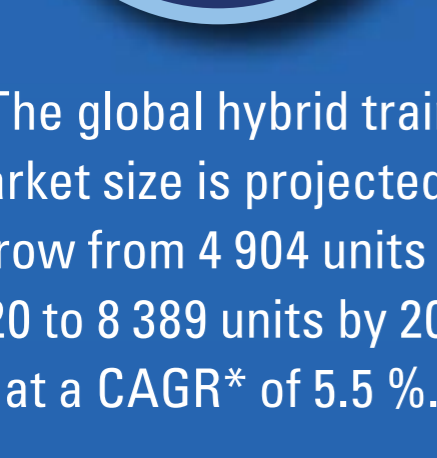 The global hybrid trai
arket size is projected
row from 4 904 units
20 to 8 389 units by 20
at a CAGR* of 5.5 %.